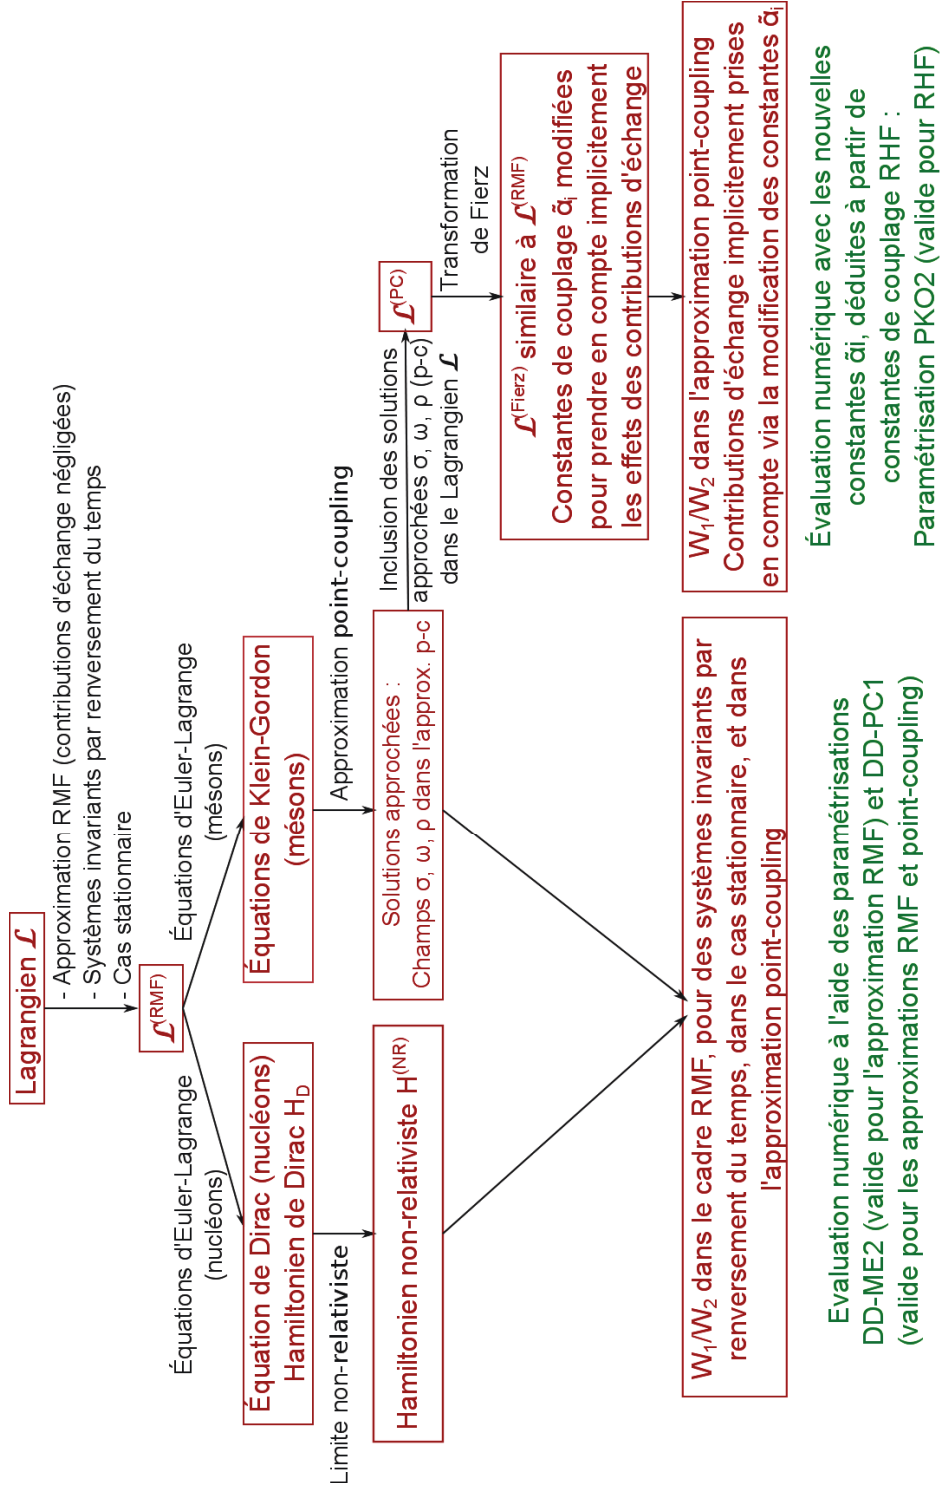 Lagrangien ℒ
- Approximation RMF (contributions d'échange négligées)
- Systèmes invariants par renversement du temps
- Cas stationnaire
ℒ(RMF)
Équations d'Euler-Lagrange
(nucléons)
Équations d'Euler-Lagrange
(mésons)
Équation de Dirac (nucléons)
Hamiltonien de Dirac H_D
Équations de Klein-Gordon
(mésons)
Limite non-relativiste
Approximation point-coupling
Hamiltonien non-relativiste H(NR)
Solutions approchées :
Champs σ, ω, ρ dans l'approx. p-c
Inclusion des solutions
approchées σ, ω, ρ (p-c)
dans le Lagrangien ℒ
ℒ(PC)
Transformation
de Fierz
ℒ(Fierz) similaire à ℒ(RMF)
Constantes de couplage α̃i modifiées
pour prendre en compte implicitement
les effets des contributions d'échange
W₁/W₂ dans le cadre RMF, pour des systèmes invariants par
renversement du temps, dans le cas stationnaire, et dans
l'approximation point-coupling
W₁/W₂ dans l'approximation point-coupling
Contributions d'échange implicitement prises
en compte via la modification des constantes α̃i
Evaluation numérique à l'aide des paramétrisations
DD-ME2 (valide pour l'approximation RMF) et DD-PC1
(valide pour les approximations RMF et point-coupling)
Évaluation numérique avec les nouvelles
constantes α̃i, déduites à partir de
constantes de couplage RHF :
Paramétrisation PKO2 (valide pour RHF)